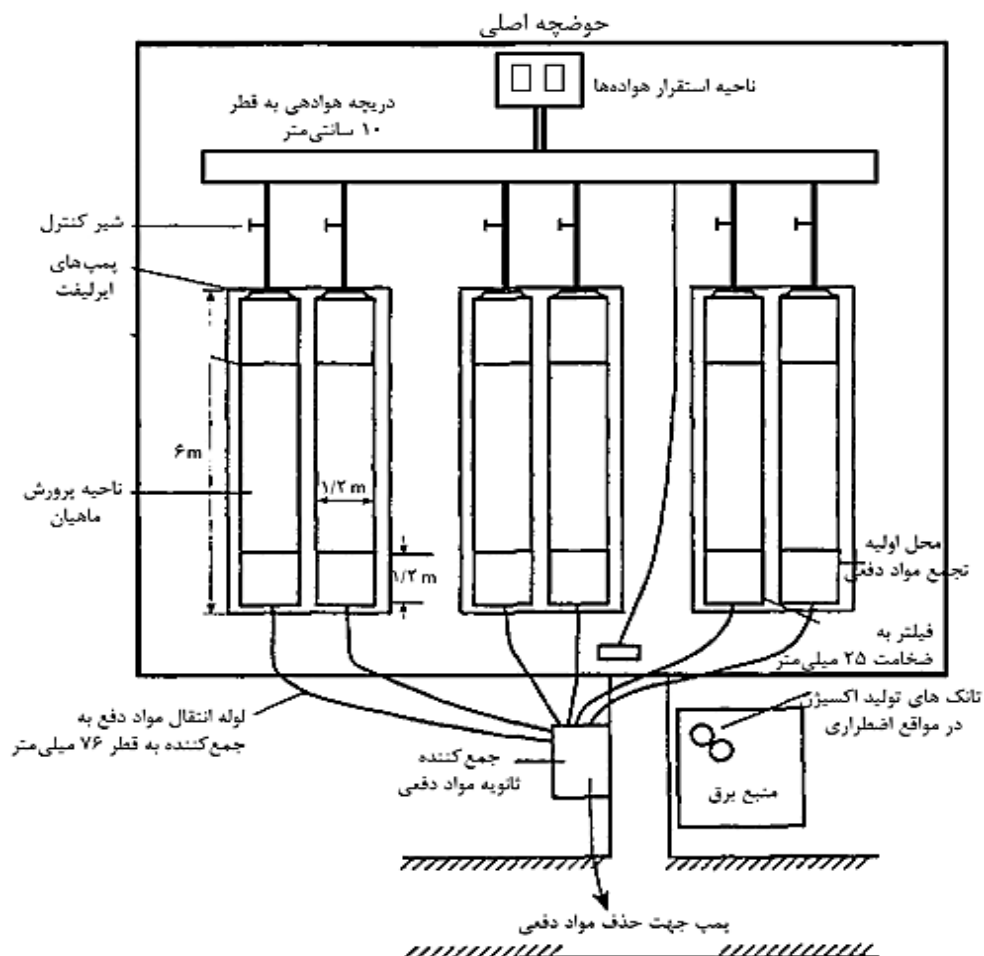 حوضچه اصلی
ناحیه استقرار هواده‌ها
دریچه هوادهی به قطر
۱۰ سانتی‌متر
شیر کنترل
پمپ‌های
ایرلیفت
۶m
۱/۲ m
ناحیه پرورش
ماهیان
۱/۲ m
محل اولیه
تجمع مواد دفعی
فیلتر به
ضخامت ۲۵ میلی‌متر
تانک های تولید اکسیژن
در مواقع اضطراری
لوله انتقال مواد دفع به
جمع‌کننده به قطر ۷۶ میلی‌متر
جمع‌کننده
ثانویه مواد دفعی
منبع برق
پمپ جهت حذف مواد دفعی